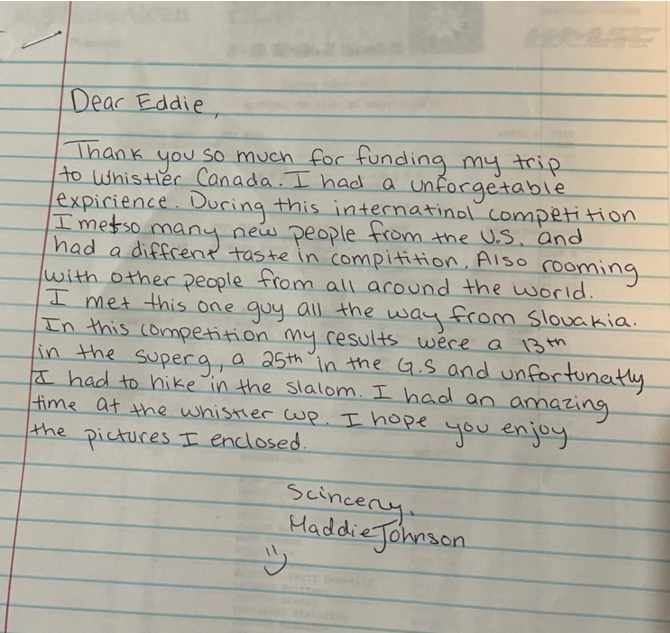 Dear Eddie,
Thank you so much for funding my trip
to Whistler Canada. I had a unforgetable
expirience. During this internatinol competition
I met so many new people from the U.S. and
had a diffrent taste in compitition. Also rooming
with other people from all around the world.
I met this one guy all the way from Slovakia.
In this competition my results were a 13th
in the superg, a 25th in the G.S and unfortunatly
I had to hike in the slalom. I had an amazing
time at the whistler cup. I hope you enjoy
the pictures I enclosed.
Scincerly,
Maddie Johnson